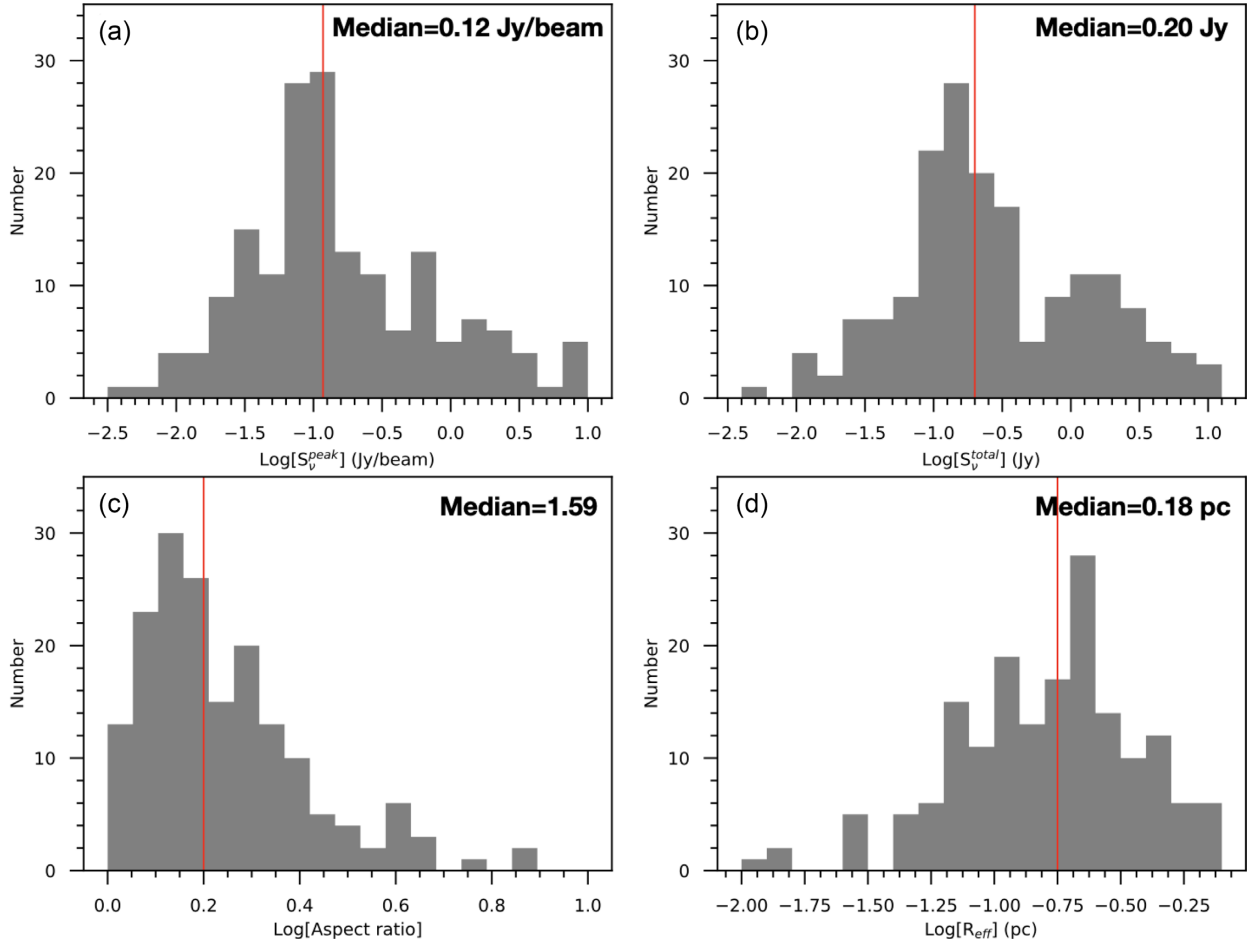 (a)
Median=0.12 Jy/beam
30
20
10
0
Number
−2.5 −2.0 −1.5 −1.0 −0.5 0.0 0.5 1.0
Log[S_ν^peak] (Jy/beam)
(b)
Median=0.20 Jy
30
20
10
0
Number
−2.5 −2.0 −1.5 −1.0 −0.5 0.0 0.5 1.0
Log[S_ν^total] (Jy)
(c)
Median=1.59
30
20
10
0
Number
0.0 0.2 0.4 0.6 0.8 1.0
Log[Aspect ratio]
(d)
Median=0.18 pc
30
20
10
0
Number
−2.00 −1.75 −1.50 −1.25 −1.00 −0.75 −0.50 −0.25
Log[R_eff] (pc)